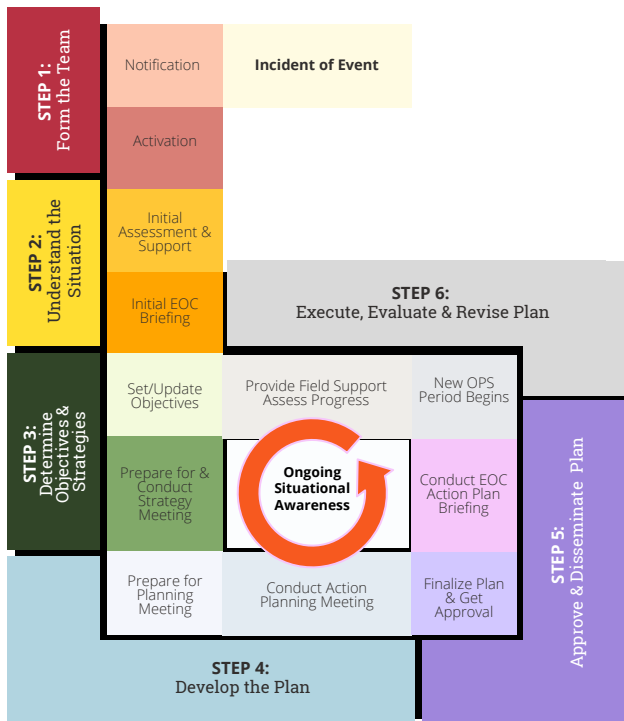 STEP 1:
Form the Team
Notification
Incident of Event
Activation
STEP 2:
Understand the
Situation
Initial
Assessment &
Support
Initial EOC
Briefing
STEP 6:
Execute, Evaluate & Revise Plan
STEP 3:
Determine
Objectives &
Strategies
Set/Update
Objectives
Provide Field Support
Assess Progress
New OPS
Period Begins
Prepare for &
Conduct
Strategy
Meeting
Ongoing
Situational
Awareness
Conduct EOC
Action Plan
Briefing
STEP 5:
Approve & Disseminate Plan
Prepare for
Planning
Meeting
Conduct Action
Planning Meeting
Finalize Plan
& Get
Approval
STEP 4:
Develop the Plan